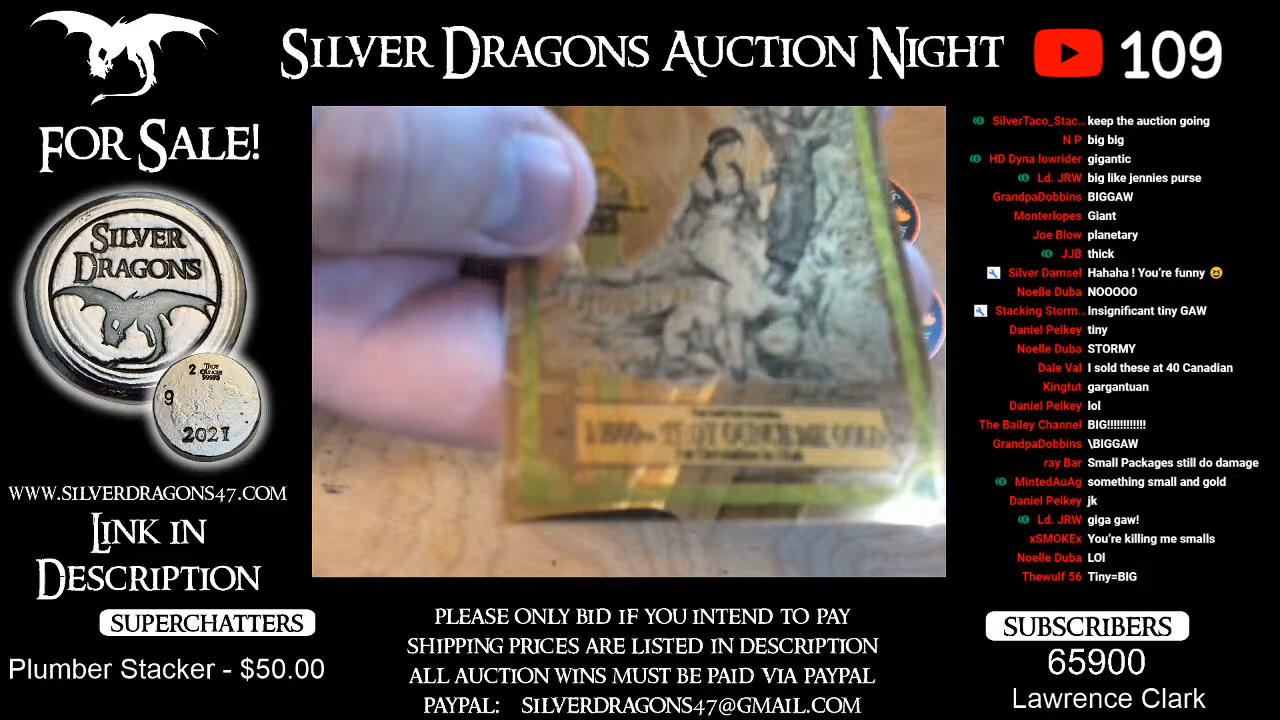 SILVER DRAGONS AUCTION NIGHT
109
FOR SALE!
SILVER
DRAGONS
2 TROY
OUNCES
9
2021
WWW.SILVERDRAGONS47.COM
LINK IN
DESCRIPTION
SUPERCHATTERS
Plumber Stacker - $50.00
TROY OUNCE
GOLD
SilverTaco_Stac... keep the auction going
N P big big
HD Dyna lowrider gigantic
Ld. JRW big like jennies purse
GrandpaDobbins BIGGAW
Monterlopes Giant
Joe Blow planetary
JJB thick
Silver Damsel Hahaha ! You're funny 😆
Noelle Duba NOOOOO
Stacking Storm... Insignificant tiny GAW
Daniel Pelkey tiny
Noelle Duba STORMY
Dale Val I sold these at 40 Canadian
Kingtut gargantuan
Daniel Pelkey lol
The Bailey Channel BIG!!!!!!!!!!!!
GrandpaDobbins \BIGGAW
ray Bar Small Packages still do damage
MintedAuAg something small and gold
Daniel Pelkey jk
Ld. JRW giga gaw!
xSMOKEx You're killing me smalls
Noelle Duba LOl
Thewulf 56 Tiny=BIG
PLEASE ONLY BID IF YOU INTEND TO PAY
SHIPPING PRICES ARE LISTED IN DESCRIPTION
ALL AUCTION WINS MUST BE PAID VIA PAYPAL
PAYPAL: SILVERDRAGONS47@GMAIL.COM
SUBSCRIBERS
65900
Lawrence Clark